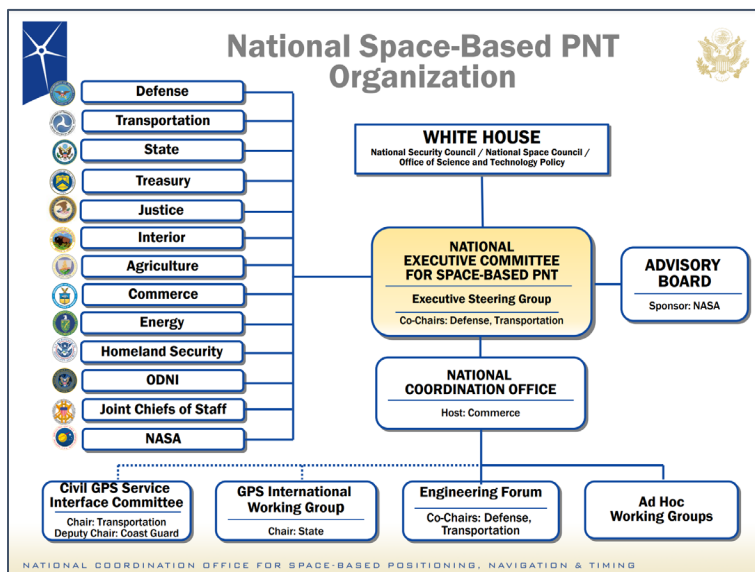 National Space-Based PNT
Organization
Defense
Transportation
State
Treasury
Justice
Interior
Agriculture
Commerce
Energy
Homeland Security
ODNI
Joint Chiefs of Staff
NASA
WHITE HOUSE
National Security Council / National Space Council /
Office of Science and Technology Policy
NATIONAL
EXECUTIVE COMMITTEE
FOR SPACE-BASED PNT
Executive Steering Group
Co-Chairs: Defense, Transportation
ADVISORY
BOARD
Sponsor: NASA
NATIONAL
COORDINATION OFFICE
Host: Commerce
Civil GPS Service
Interface Committee
Chair: Transportation
Deputy Chair: Coast Guard
GPS International
Working Group
Chair: State
Engineering Forum
Co-Chairs: Defense,
Transportation
Ad Hoc
Working Groups
NATIONAL COORDINATION OFFICE FOR SPACE-BASED POSITIONING, NAVIGATION & TIMING